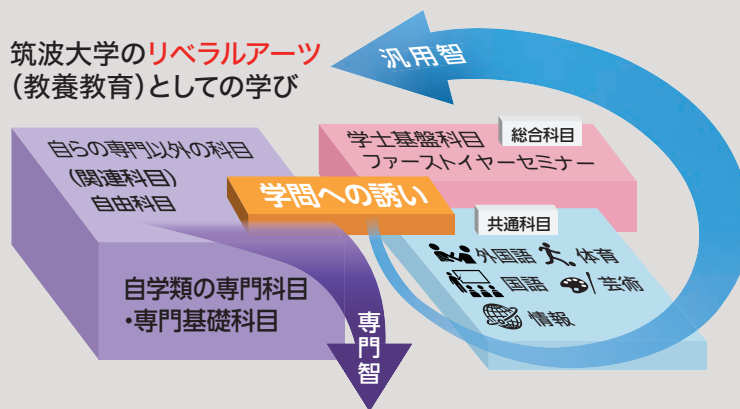 筑波大学のリベラルアーツ
(教養教育)としての学び
汎用智
自らの専門以外の科目
(関連科目)
自由科目
学士基盤科目
総合科目
ファーストイヤーセミナー
学問への誘い
共通科目
外国語
体育
国語
芸術
情報
自学類の専門科目
・専門基礎科目
専門智